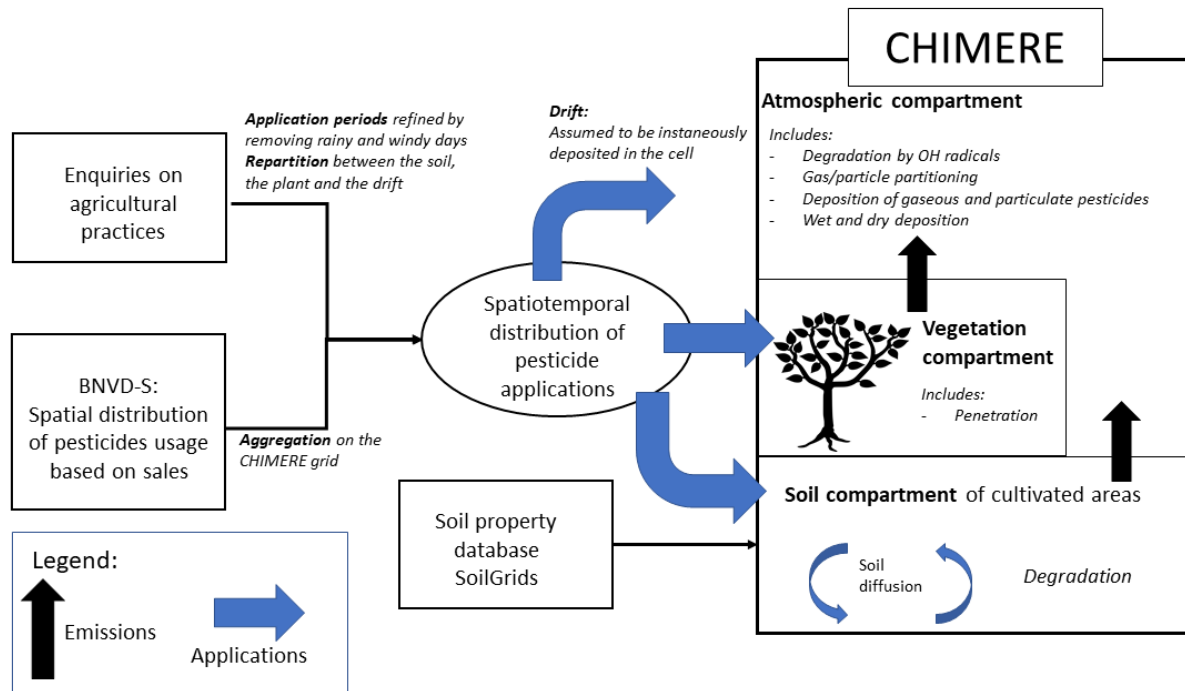 CHIMERE
Atmospheric compartment
Includes:
- Degradation by OH radicals
- Gas/particle partitioning
- Deposition of gaseous and particulate pesticides
- Wet and dry deposition
Application periods refined by
removing rainy and windy days
Repartition between the soil,
the plant and the drift
Drift:
Assumed to be instaneously
deposited in the cell
Enquiries on
agricultural
practices
Spatiotemporal
distribution of
pesticide
applications
Vegetation
compartment
Includes:
- Penetration
BNVD-S:
Spatial distribution
of pesticides usage
based on sales
Aggregation on the
CHIMERE grid
Soil property
database
SoilGrids
Soil compartment of cultivated areas
Soil
diffusion
Degradation
Legend:
Emissions
Applications